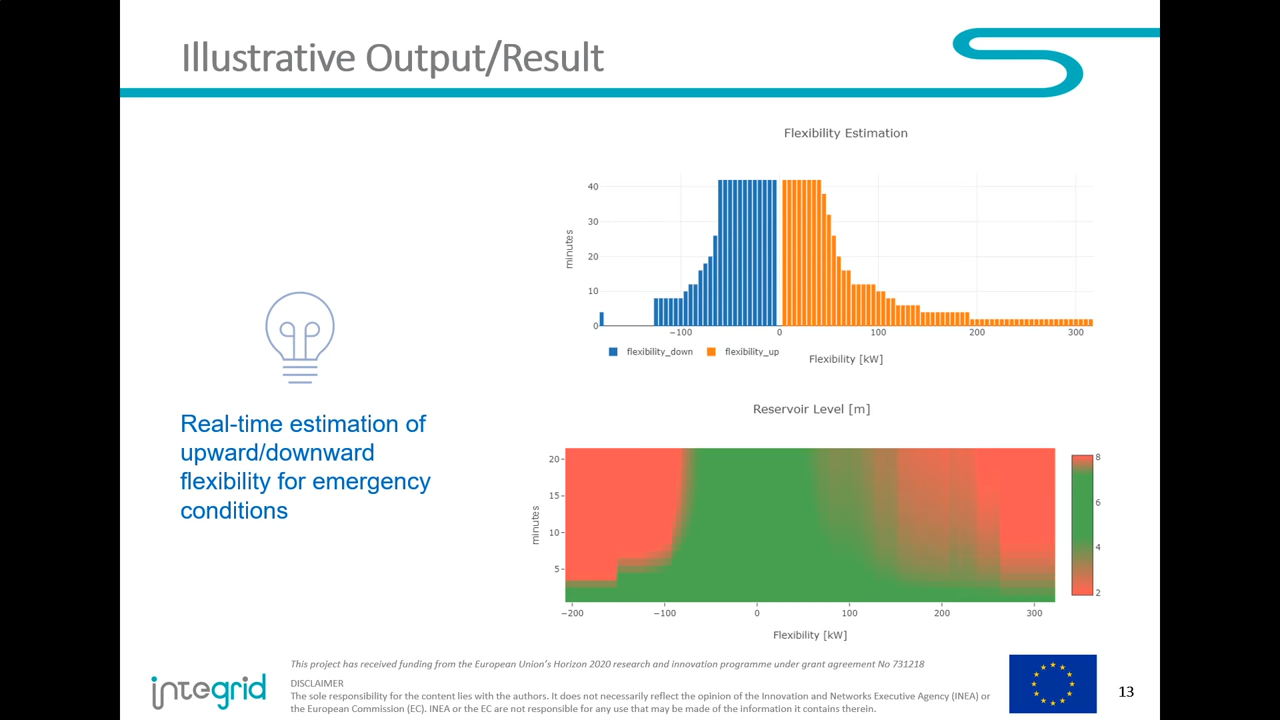 Illustrative Output/Result
Flexibility Estimation
40
30
20
10
0
minutes
−100
0
100
200
300
flexibility_down
flexibility_up
Flexibility [kW]
Real-time estimation of
upward/downward
flexibility for emergency
conditions
Reservoir Level [m]
20
15
10
5
minutes
−200
−100
0
100
200
300
Flexibility [kW]
8
6
4
2
integrid
This project has received funding from the European Union's Horizon 2020 research and innovation programme under grant agreement No 731218
DISCLAIMER
The sole responsibility for the content lies with the authors. It does not necessarily reflect the opinion of the Innovation and Networks Executive Agency (INEA) or
the European Commission (EC). INEA or the EC are not responsible for any use that may be made of the information it contains therein.
13